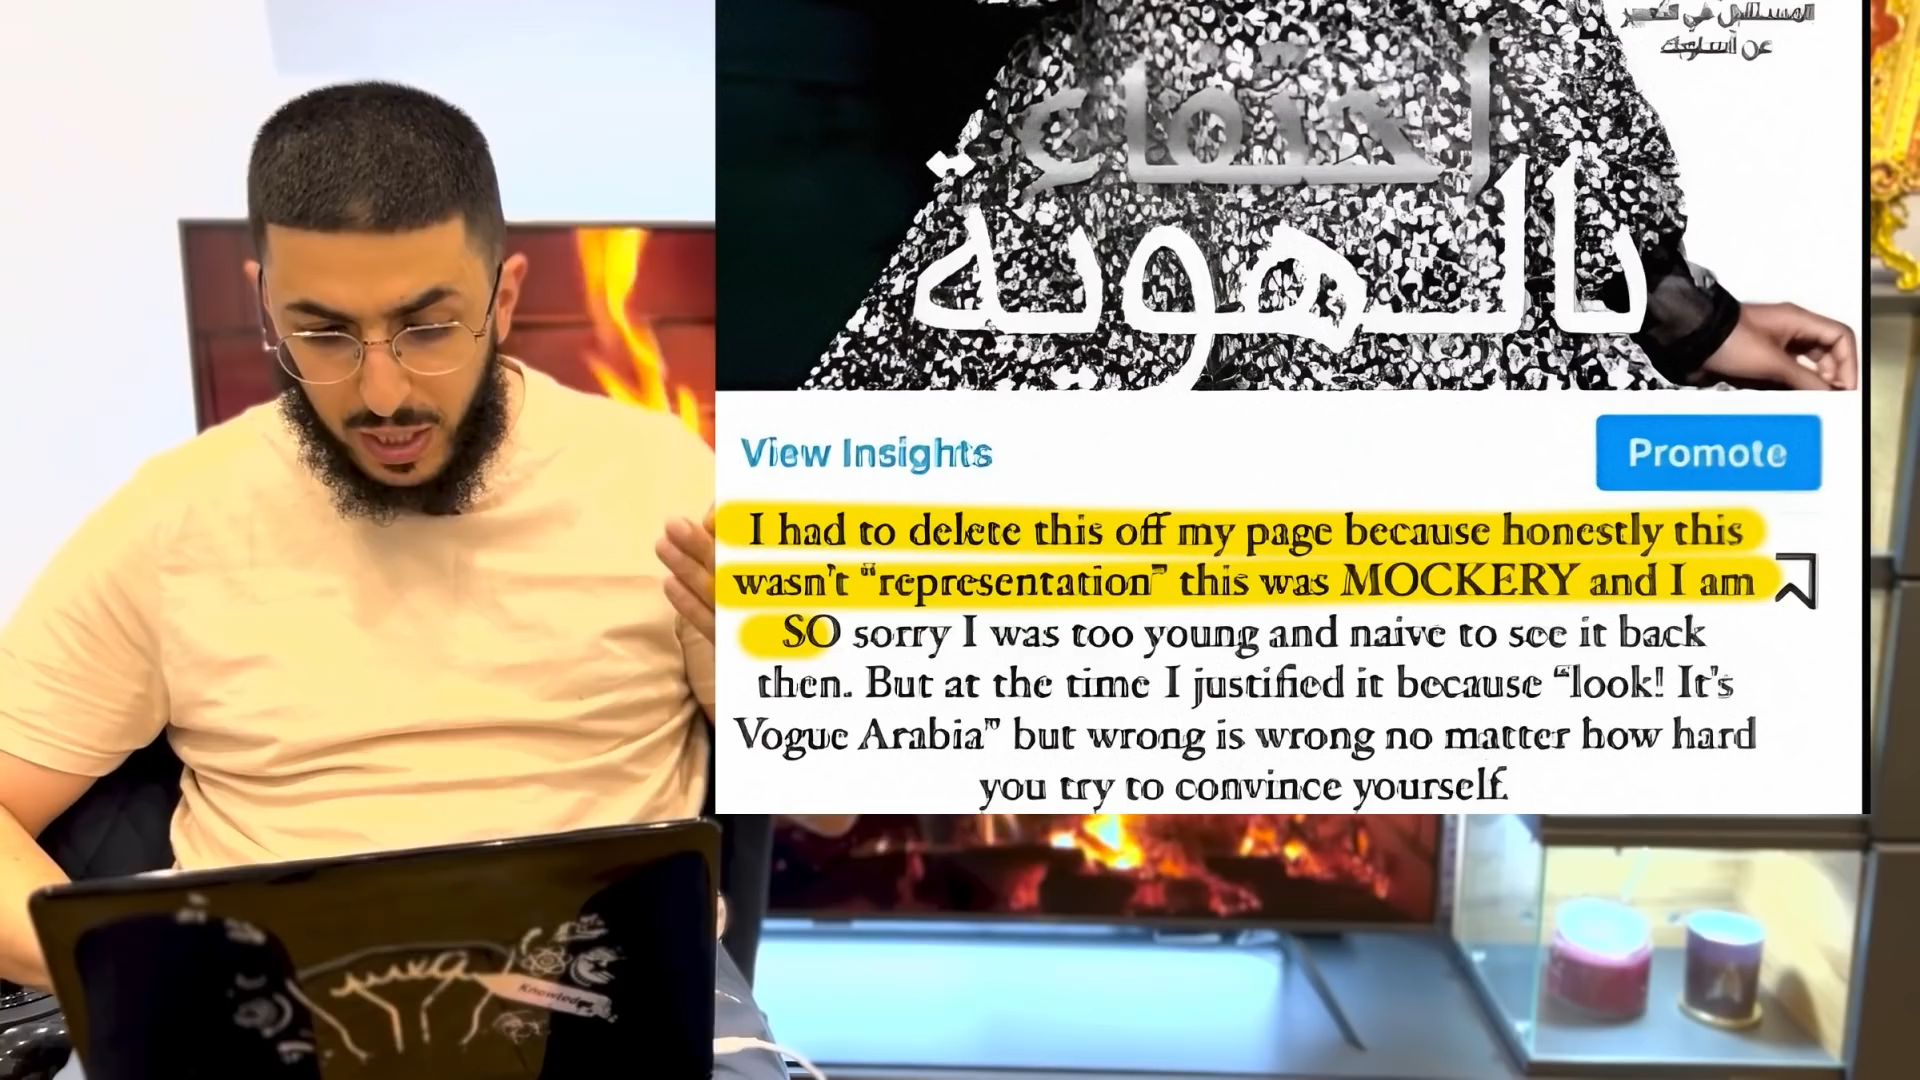 بالهوية
View Insights
Promote
I had to delete this off my page because honestly this
wasn't "representation" this was MOCKERY and I am
SO sorry I was too young and naive to see it back
then. But at the time I justified it because "look! It's
Vogue Arabia" but wrong is wrong no matter how hard
you try to convince yourself.